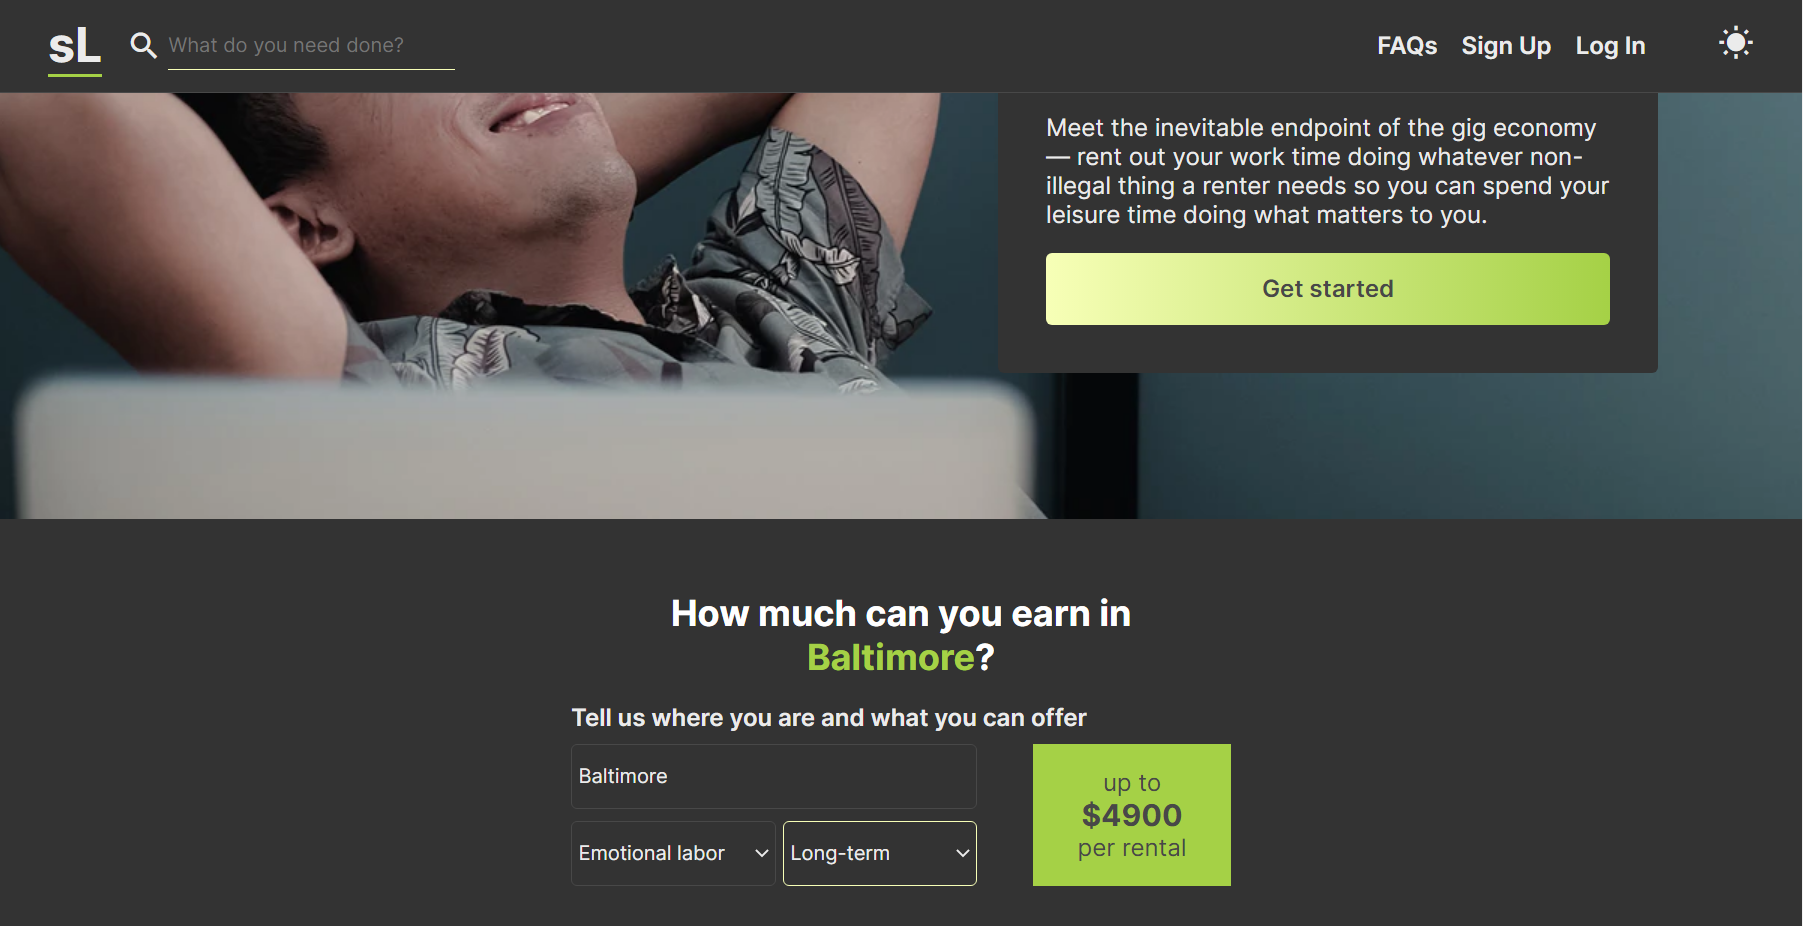 sL
What do you need done?
FAQs
Sign Up
Log In
Meet the inevitable endpoint of the gig economy
— rent out your work time doing whatever non-
illegal thing a renter needs so you can spend your
leisure time doing what matters to you.
Get started
How much can you earn in
Baltimore?
Tell us where you are and what you can offer
Baltimore
Emotional labor
Long-term
up to
$4900
per rental